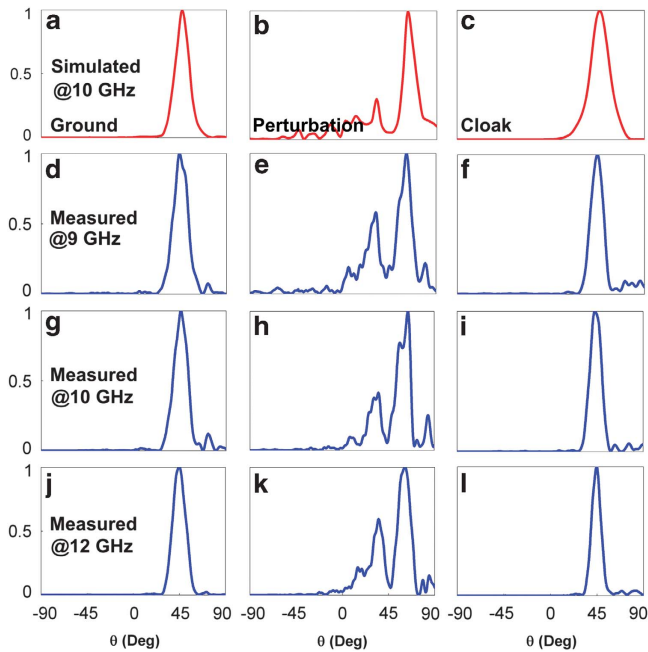 a b c
1
Simulated
@10 GHz
0.5
Ground Perturbation Cloak
0
d e f
1
Measured
@9 GHz
0.5
0
g h i
1
Measured
@10 GHz
0.5
0
j k l
1
Measured
@12 GHz
0.5
0
-90 -45 0 45 90 -90 -45 0 45 90 -90 -45 0 45 90
θ (Deg) θ (Deg) θ (Deg)